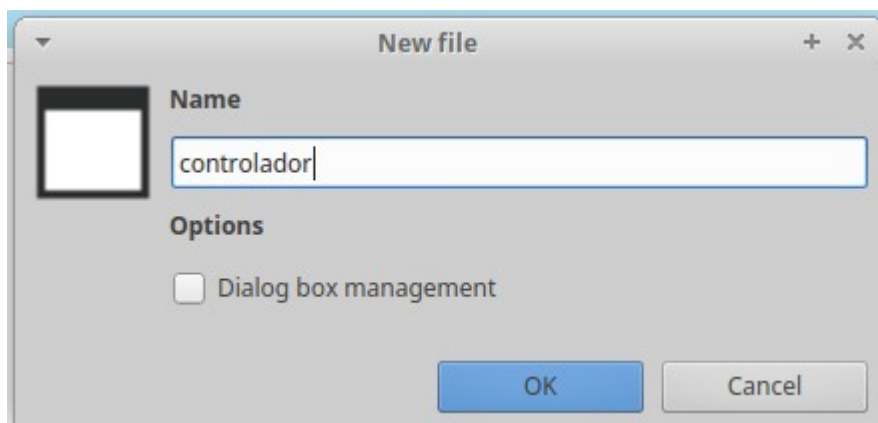 New file
Name
controlador
Options
Dialog box management
OK Cancel